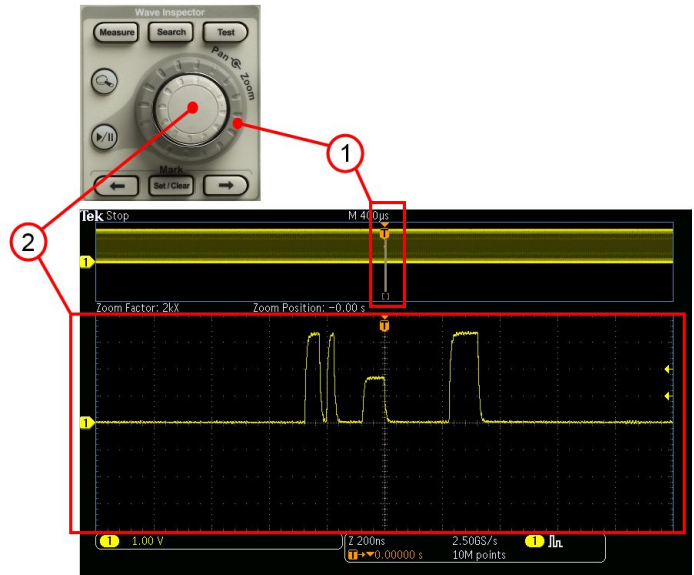 Wave Inspector
Measure Search Test
Pan Zoom
Mark
← Set / Clear →
1
2
Tek Stop M 400µs
T
1
Zoom Factor: 2kX Zoom Position: -0.00 s
T
1
1 1.00 V Z 200ns 2.50GS/s 1
T→▼0.00000 s 10M points